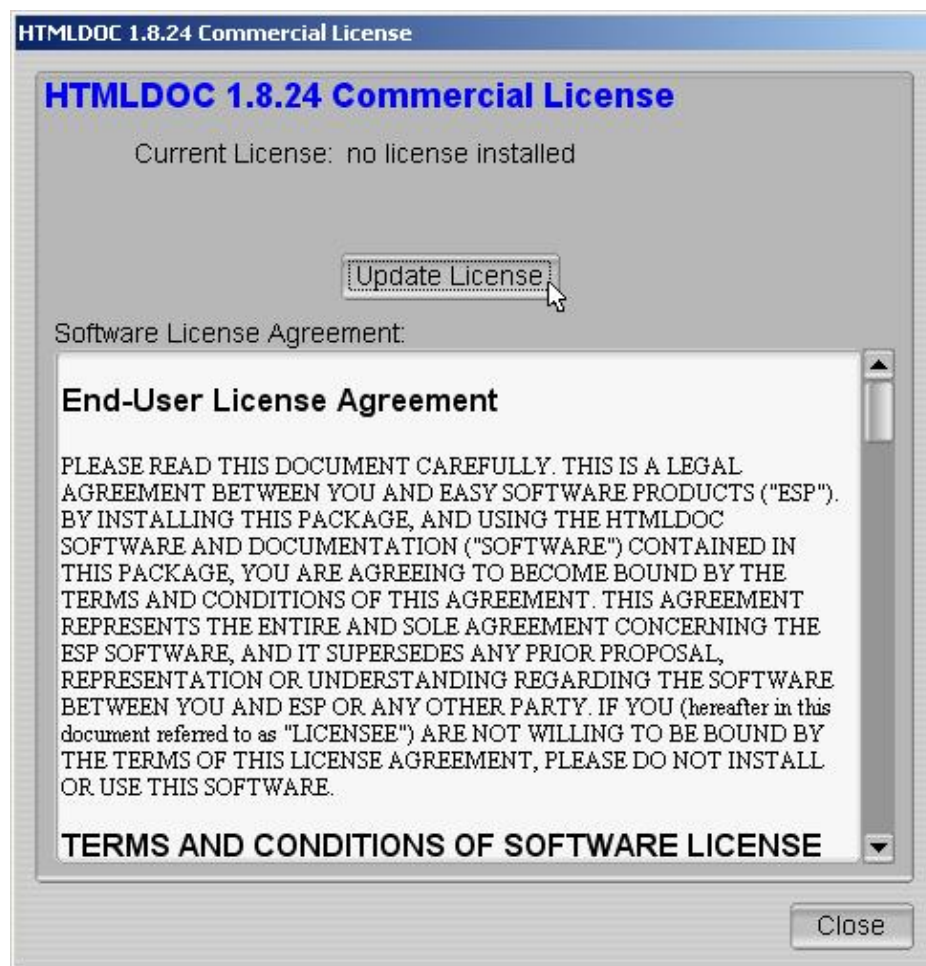 HTMLDOC 1.8.24 Commercial License
HTMLDOC 1.8.24 Commercial License
Current License: no license installed
Update License
Software License Agreement:
End-User License Agreement
PLEASE READ THIS DOCUMENT CAREFULLY. THIS IS A LEGAL
AGREEMENT BETWEEN YOU AND EASY SOFTWARE PRODUCTS ("ESP").
BY INSTALLING THIS PACKAGE, AND USING THE HTMLDOC
SOFTWARE AND DOCUMENTATION ("SOFTWARE") CONTAINED IN
THIS PACKAGE, YOU ARE AGREEING TO BECOME BOUND BY THE
TERMS AND CONDITIONS OF THIS AGREEMENT. THIS AGREEMENT
REPRESENTS THE ENTIRE AND SOLE AGREEMENT CONCERNING THE
ESP SOFTWARE, AND IT SUPERSEDES ANY PRIOR PROPOSAL,
REPRESENTATION OR UNDERSTANDING REGARDING THE SOFTWARE
BETWEEN YOU AND ESP OR ANY OTHER PARTY. IF YOU (hereafter in this
document referred to as "LICENSEE") ARE NOT WILLING TO BE BOUND BY
THE TERMS OF THIS LICENSE AGREEMENT, PLEASE DO NOT INSTALL
OR USE THIS SOFTWARE.
TERMS AND CONDITIONS OF SOFTWARE LICENSE
Close